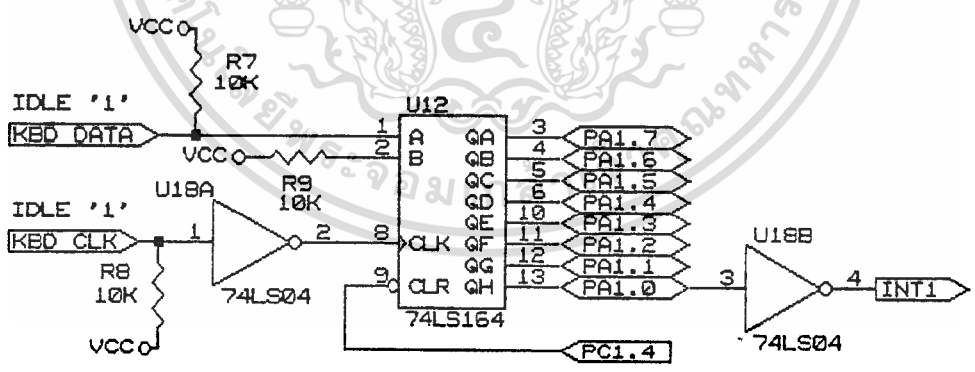 VCC
R7
10K
IDLE '1'
KBD DATA
VCC
R9
10K
U12
1 A QA 3 PA1.7
2 B QB 4 PA1.6
QC 5 PA1.5
QD 6 PA1.4
QE 10 PA1.3
8 CLK QF 11 PA1.2
QG 12 PA1.1
9 CLR QH 13 PA1.0
74LS164
PC1.4
U18A
IDLE '1'
KBD CLK
1 2
74LS04
R8
10K
VCC
U18B
3 4 INT1
74LS04